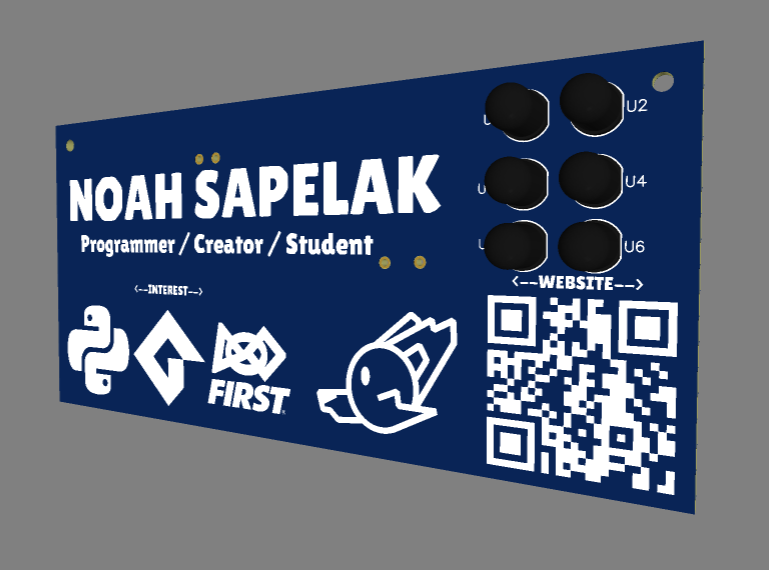 U2
U4
U6
NOAH SAPELAK
Programmer / Creator / Student
<--INTEREST-->
<--WEBSITE-->
FIRST